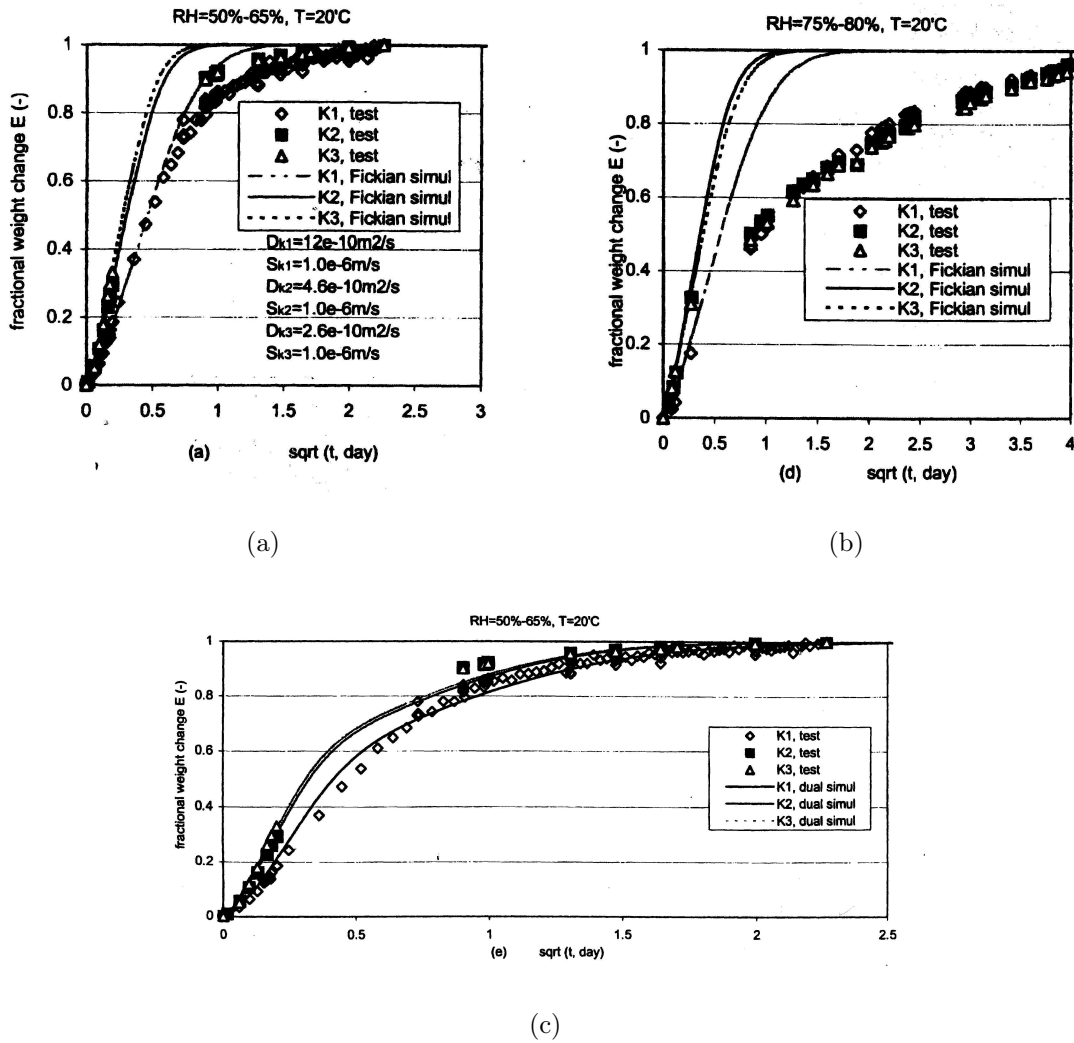 RH=50%-65%, T=20'C
fractional weight change E (-)
1
0.8
0.6
0.4
0.2
0
K1, test
K2, test
K3, test
K1, Fickian simul
K2, Fickian simul
K3, Fickian simul
Dk1=12e-10m2/s
Sk1=1.0e-6m/s
Dk2=4.6e-10m2/s
Sk2=1.0e-6m/s
Dk3=2.6e-10m2/s
Sk3=1.0e-6m/s
0 0.5 1 1.5 2 2.5 3
(a) sqrt (t, day)
(a)
RH=75%-80%, T=20'C
fractional weight change E (-)
1
0.8
0.6
0.4
0.2
0
K1, test
K2, test
K3, test
K1, Fickian simul
K2, Fickian simul
K3, Fickian simul
0 0.5 1 1.5 2 2.5 3 3.5 4
(d) sqrt (t, day)
(b)
RH=50%-65%, T=20'C
fractional weight change E (-)
1
0.8
0.6
0.4
0.2
0
K1, test
K2, test
K3, test
K1, dual simul
K2, dual simul
K3, dual simul
0 0.5 1 1.5 2 2.5
(e) sqrt (t, day)
(c)